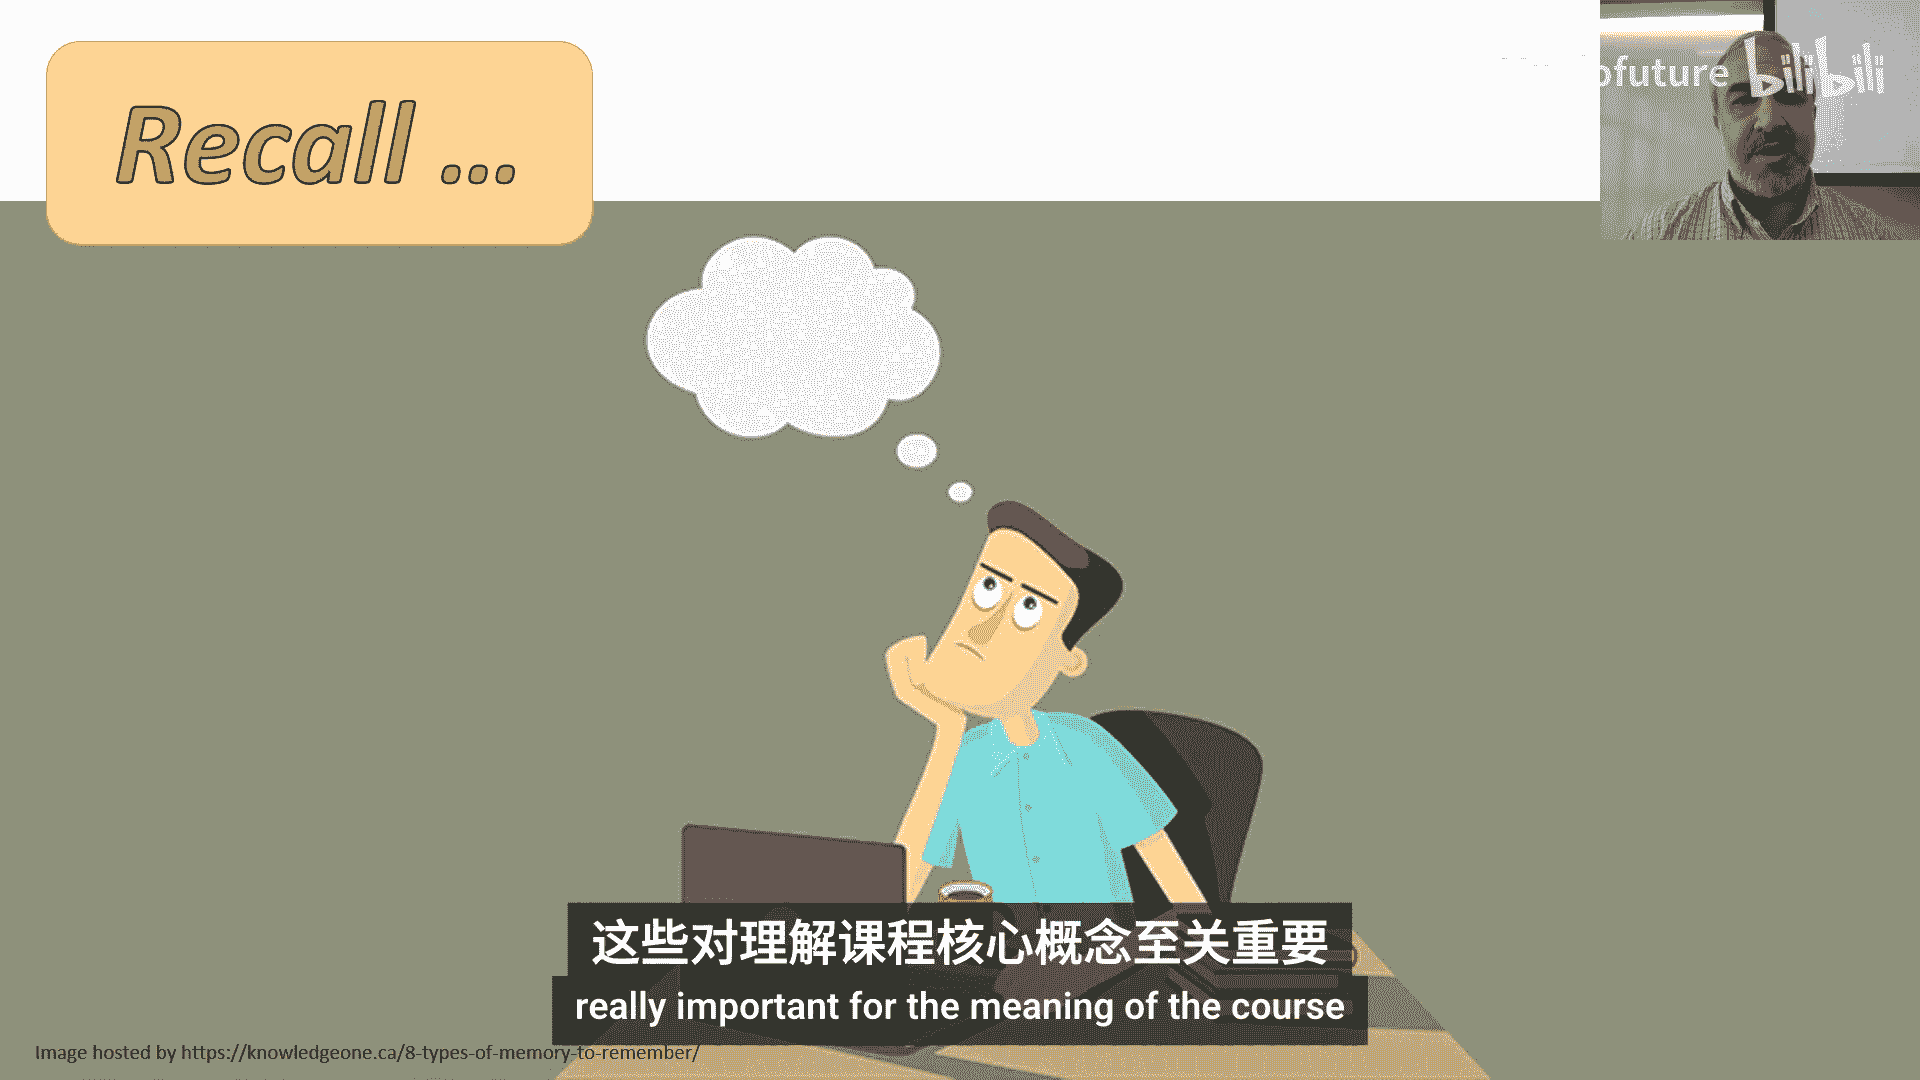 Recall ...
ofuture bilibili
这些对理解课程核心概念至关重要
really important for the meaning of the course
Image hosted by https://knowledgeone.ca/8-types-of-memory-to-remember/